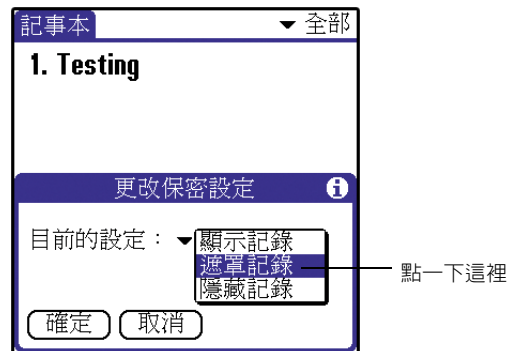 記事本 全部
1. Testing
更改保密設定
目前的設定： 顯示記錄
遮罩記錄 點一下這裡
隱藏記錄
確定 取消